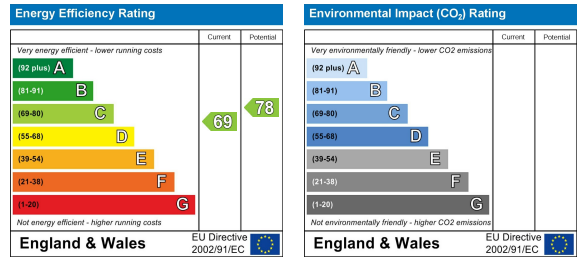 Energy Efficiency Rating
Current Potential
Very energy efficient - lower running costs
(92 plus) A
(81-91) B
(69-80) C
(55-68) D
(39-54) E
(21-38) F
(1-20) G
69
78
Not energy efficient - higher running costs
England & Wales
EU Directive
2002/91/EC
Environmental Impact (CO₂) Rating
Current Potential
Very environmentally friendly - lower CO2 emissions
(92 plus) A
(81-91) B
(69-80) C
(55-68) D
(39-54) E
(21-38) F
(1-20) G
Not environmentally friendly - higher CO2 emissions
England & Wales
EU Directive
2002/91/EC